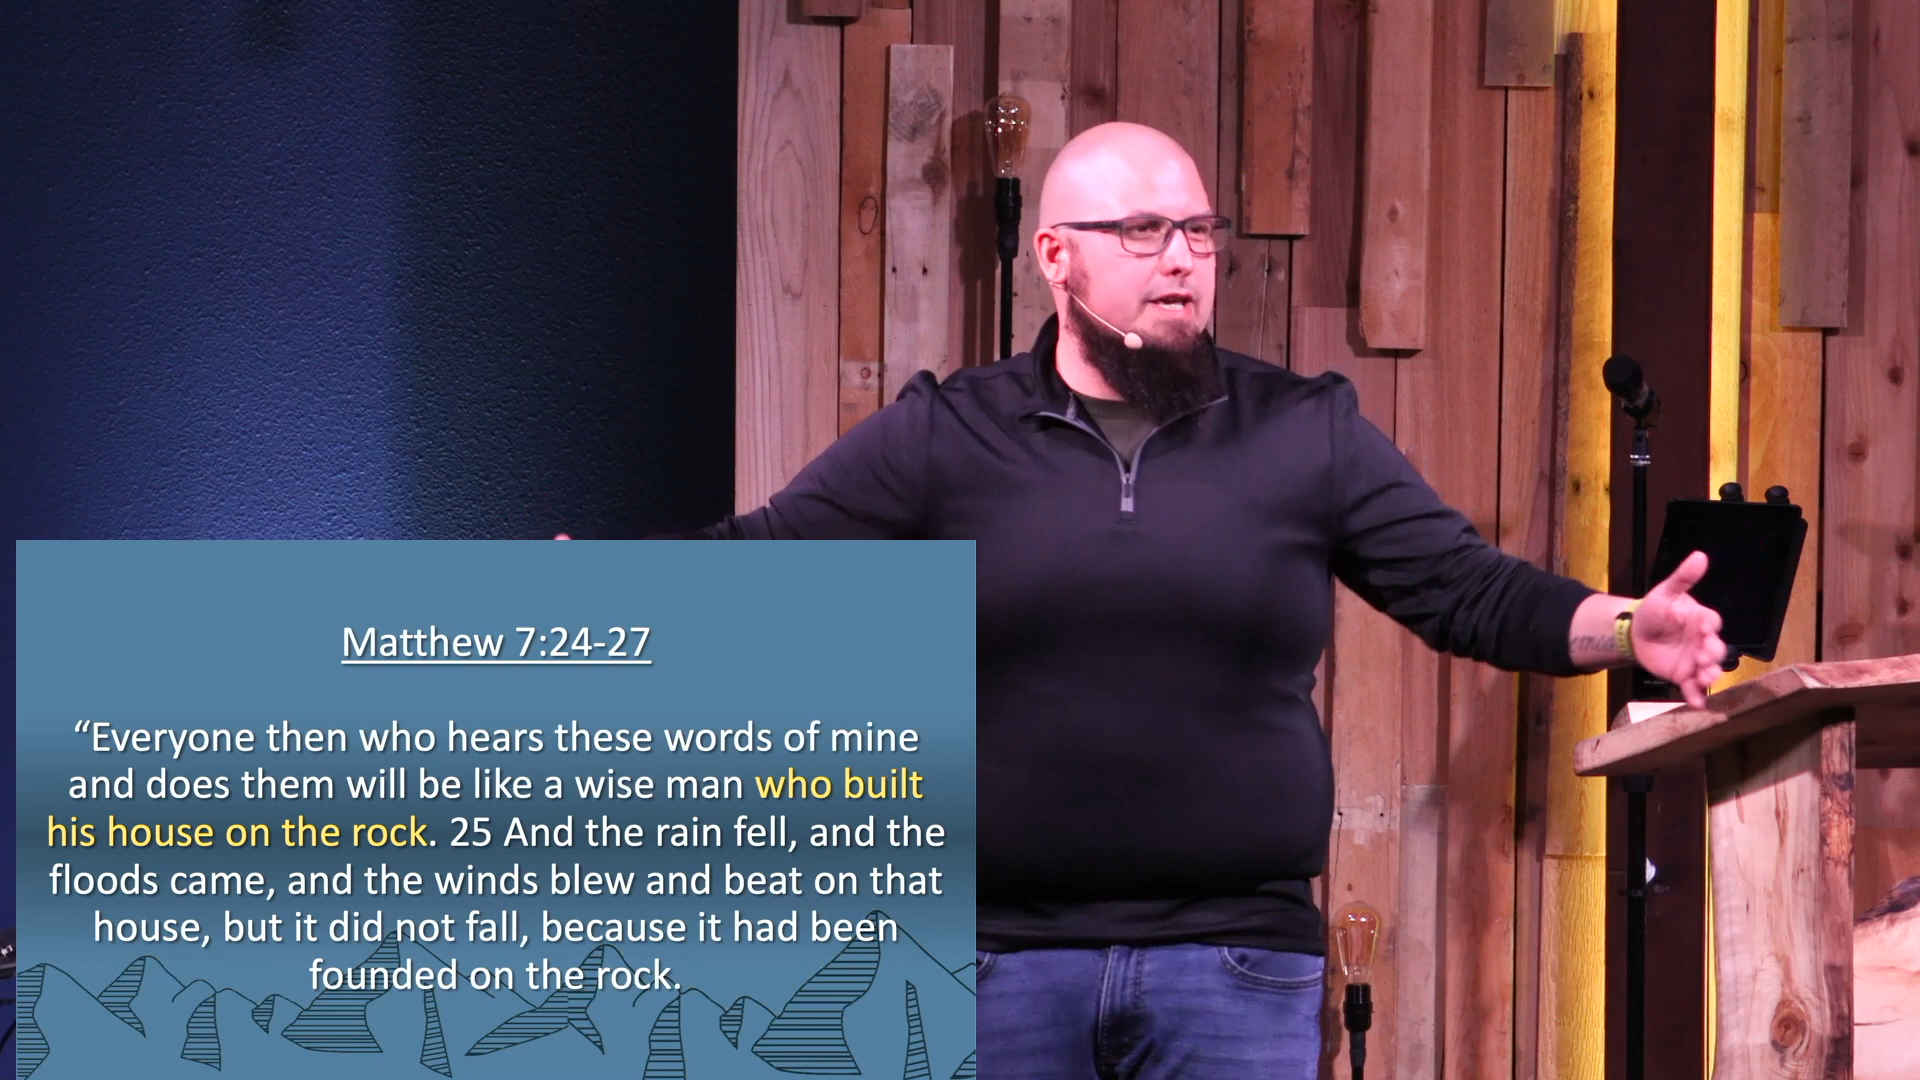 Matthew 7:24-27
“Everyone then who hears these words of mine
and does them will be like a wise man who built
his house on the rock. 25 And the rain fell, and the
floods came, and the winds blew and beat on that
house, but it did not fall, because it had been
founded on the rock.